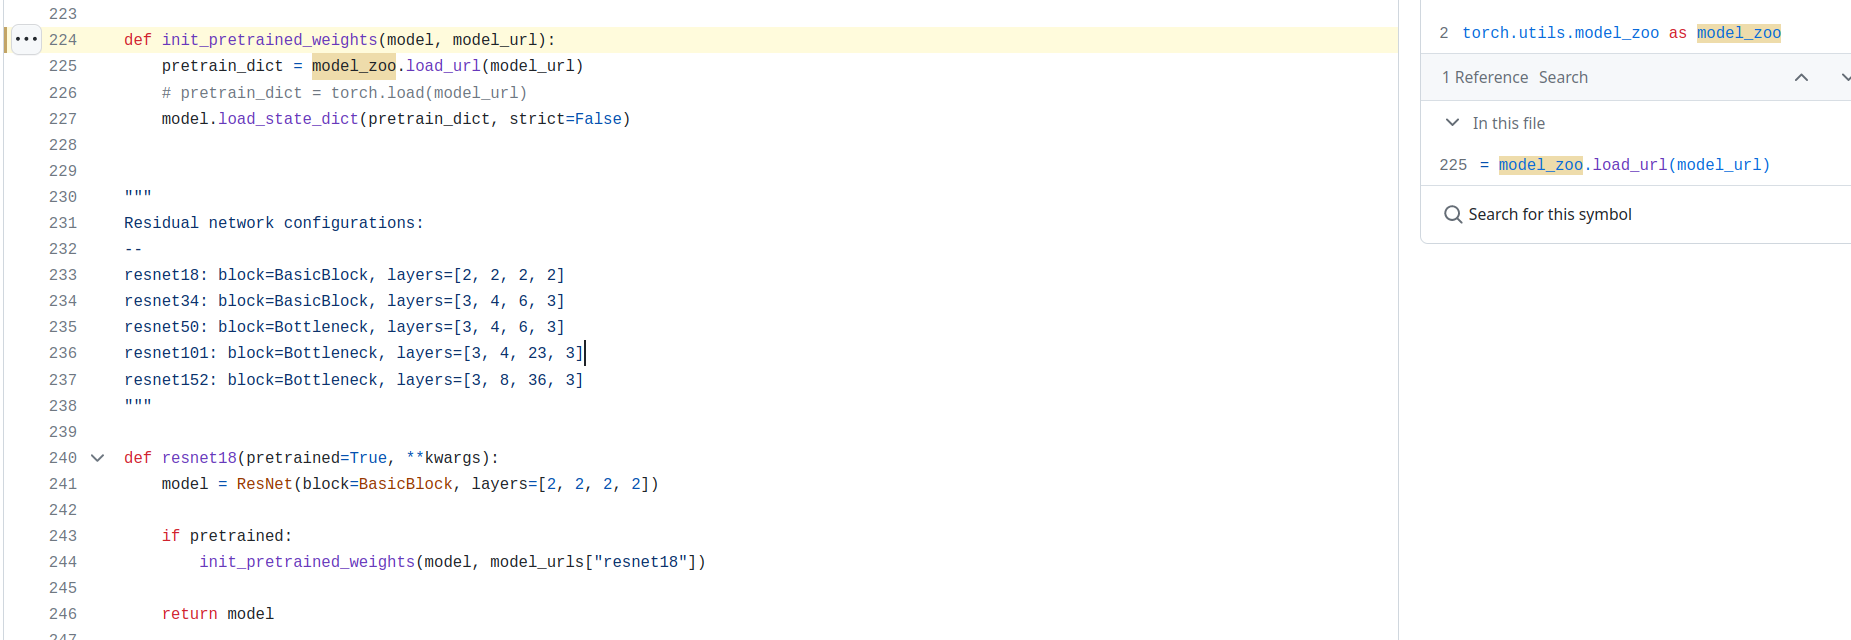 223
224 def init_pretrained_weights(model, model_url):
225     pretrain_dict = model_zoo.load_url(model_url)
226     # pretrain_dict = torch.load(model_url)
227     model.load_state_dict(pretrain_dict, strict=False)
228
229
230 """
231 Residual network configurations:
232 --
233 resnet18: block=BasicBlock, layers=[2, 2, 2, 2]
234 resnet34: block=BasicBlock, layers=[3, 4, 6, 3]
235 resnet50: block=Bottleneck, layers=[3, 4, 6, 3]
236 resnet101: block=Bottleneck, layers=[3, 4, 23, 3]
237 resnet152: block=Bottleneck, layers=[3, 8, 36, 3]
238 """
239
240 def resnet18(pretrained=True, **kwargs):
241     model = ResNet(block=BasicBlock, layers=[2, 2, 2, 2])
242
243     if pretrained:
244         init_pretrained_weights(model, model_urls["resnet18"])
245
246     return model
247
2 torch.utils.model_zoo as model_zoo
1 Reference Search
In this file
225 = model_zoo.load_url(model_url)
Search for this symbol